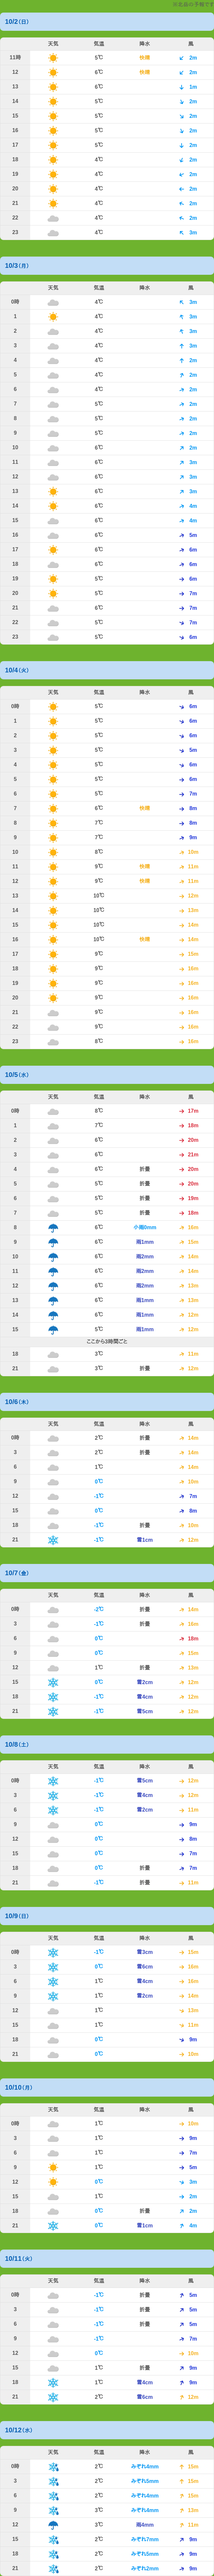 ※北岳の予報です
10/2(日)
天気 気温 降水 風
11時 5℃ 快晴 2m
12 6℃ 快晴 2m
13 6℃ 1m
14 5℃ 2m
15 5℃ 2m
16 5℃ 2m
17 5℃ 2m
18 4℃ 2m
19 4℃ 2m
20 4℃ 2m
21 4℃ 2m
22 4℃ 2m
23 4℃ 3m
10/3(月)
天気 気温 降水 風
0時 4℃ 3m
1 4℃ 3m
2 4℃ 3m
3 4℃ 3m
4 4℃ 2m
5 6℃ 2m
6 4℃ 2m
7 5℃ 2m
8 5℃ 2m
9 5℃ 2m
10 6℃ 2m
11 6℃ 3m
12 6℃ 3m
13 6℃ 3m
14 6℃ 4m
15 6℃ 4m
16 6℃ 5m
17 6℃ 6m
18 6℃ 6m
19 5℃ 6m
20 5℃ 7m
21 6℃ 7m
22 5℃ 7m
23 5℃ 6m
10/4(火)
天気 気温 降水 風
0時 5℃ 6m
1 5℃ 6m
2 5℃ 6m
3 5℃ 5m
4 5℃ 6m
5 5℃ 6m
6 5℃ 7m
7 6℃ 快晴 8m
8 7℃ 8m
9 7℃ 9m
10 8℃ 10m
11 9℃ 快晴 11m
12 9℃ 快晴 11m
13 10℃ 12m
14 10℃ 13m
15 10℃ 14m
16 10℃ 快晴 14m
17 9℃ 15m
18 9℃ 16m
19 9℃ 16m
20 9℃ 16m
21 9℃ 16m
22 9℃ 16m
23 8℃ 16m
10/5(水)
天気 気温 降水 風
0時 8℃ 17m
1 7℃ 18m
2 6℃ 20m
3 6℃ 21m
4 6℃ 折畳 20m
5 6℃ 折畳 20m
6 5℃ 折畳 19m
7 5℃ 折畳 18m
8 6℃ 小雨0mm 16m
9 6℃ 雨1mm 15m
10 6℃ 雨2mm 14m
11 6℃ 雨2mm 14m
12 6℃ 雨2mm 13m
13 6℃ 雨1mm 13m
14 6℃ 雨1mm 12m
15 5℃ 雨1mm 12m
ここから3時間ごと
18 3℃ 11m
21 3℃ 折畳 12m
10/6(木)
天気 気温 降水 風
0時 2℃ 折畳 14m
3 2℃ 折畳 14m
6 1℃ 14m
9 0℃ 10m
12 -1℃ 7m
15 0℃ 8m
18 -1℃ 折畳 10m
21 -1℃ 雪1cm 12m
10/7(金)
天気 気温 降水 風
0時 -2℃ 折畳 14m
3 -1℃ 折畳 16m
6 0℃ 18m
9 0℃ 15m
12 1℃ 折畳 13m
15 0℃ 雪2cm 12m
18 -1℃ 雪4cm 13m
21 -1℃ 雪5cm 12m
10/8(土)
天気 気温 降水 風
0時 -1℃ 雪5cm 12m
3 -1℃ 雪4cm 12m
6 -1℃ 雪2cm 11m
9 0℃ 9m
12 0℃ 8m
15 0℃ 7m
18 0℃ 折畳 7m
21 -1℃ 折畳 11m
10/9(日)
天気 気温 降水 風
0時 -1℃ 雪3cm 15m
3 0℃ 雪6cm 16m
6 1℃ 雪4cm 16m
9 1℃ 雪2cm 14m
12 1℃ 13m
15 1℃ 11m
18 0℃ 9m
21 0℃ 10m
10/10(月)
天気 気温 降水 風
0時 1℃ 10m
3 1℃ 9m
6 1℃ 7m
9 1℃ 5m
12 0℃ 3m
15 1℃ 2m
18 0℃ 折畳 2m
21 0℃ 雪1cm 4m
10/11(火)
天気 気温 降水 風
0時 -1℃ 折畳 5m
3 -1℃ 折畳 5m
6 -1℃ 折畳 5m
9 -1℃ 7m
12 0℃ 10m
15 1℃ 折畳 9m
18 1℃ 雪4cm 9m
21 2℃ 雪6cm 12m
10/12(水)
天気 気温 降水 風
0時 2℃ みぞれ4mm 15m
3 2℃ みぞれ5mm 15m
6 2℃ みぞれ4mm 15m
9 3℃ みぞれ4mm 13m
12 3℃ 雨4mm 11m
15 2℃ みぞれ7mm 9m
18 2℃ みぞれ5mm 9m
21 2℃ みぞれ2mm 9m